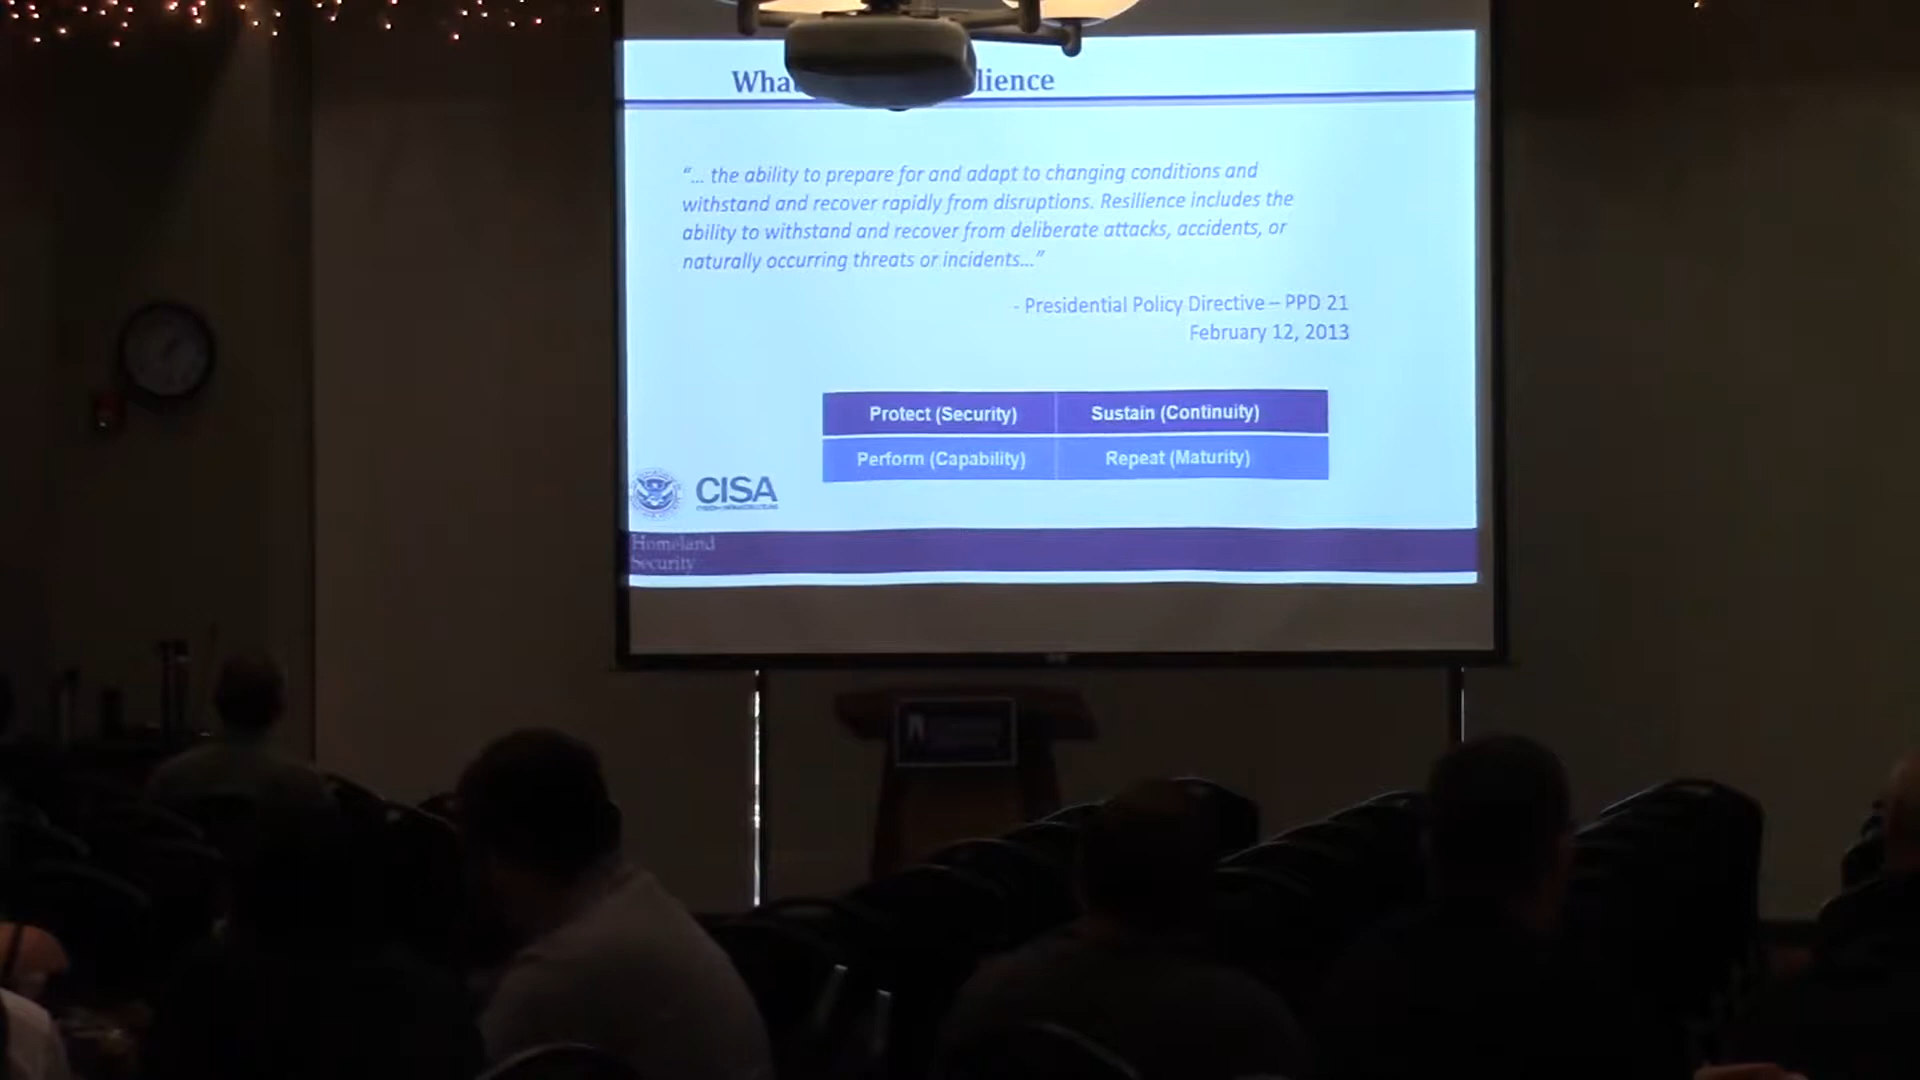 What lience
“... the ability to prepare for and adapt to changing conditions and
withstand and recover rapidly from disruptions. Resilience includes the
ability to withstand and recover from deliberate attacks, accidents, or
naturally occurring threats or incidents...”
- Presidential Policy Directive – PPD 21
February 12, 2013
Protect (Security) Sustain (Continuity)
Perform (Capability) Repeat (Maturity)
CISA
Homeland
Security